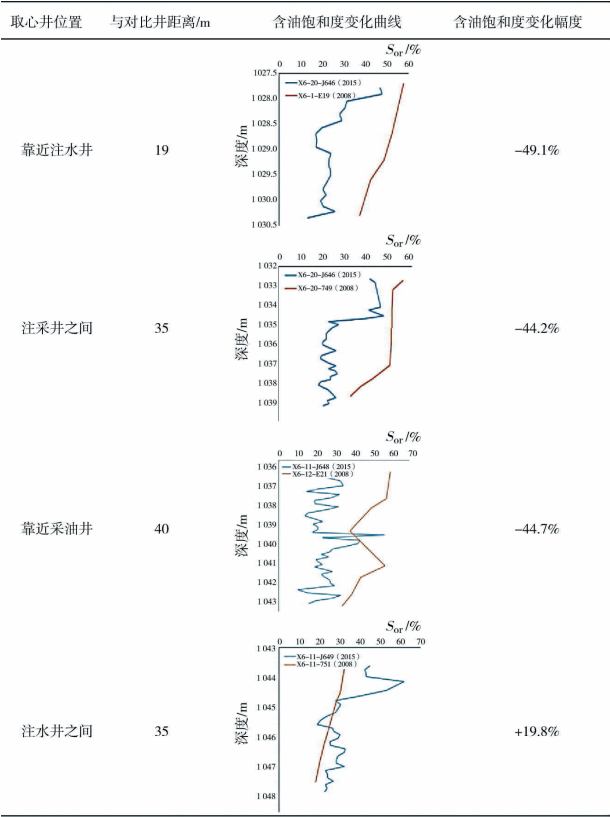 取心井位置 与对比井距离/m 含油饱和度变化曲线 含油饱和度变化幅度
Sor /%
0 10 20 30 40 50 60
1027.5
X6-20-J646（2015）
X6-1-E19（2008）
1 028.0
1 028.5
1 029.0
1 029.5
1 030.0
1 030.5
深度/m
靠近注水井 19 -49.1%
Sor /%
0 10 20 30 40 50 60
1 032
X6-20-J646（2015）
X6-20-749（2008）
1 033
1 034
1 035
1 036
1 037
1 038
1 039
深度/m
注采井之间 35 -44.2%
Sor /%
0 10 20 30 40 50 60 70
X6-11-J648（2015）
X6-12-E21（2008）
1 036
1 037
1 038
1 039
1 040
1 041
1 042
1 043
深度/m
靠近采油井 40 -44.7%
Sor /%
0 10 20 30 40 50 60 70
1 043
X6-11-J649（2015）
X6-11-751（2008）
1 044
1 045
1 046
1 047
1 048
深度/m
注水井之间 35 +19.8%